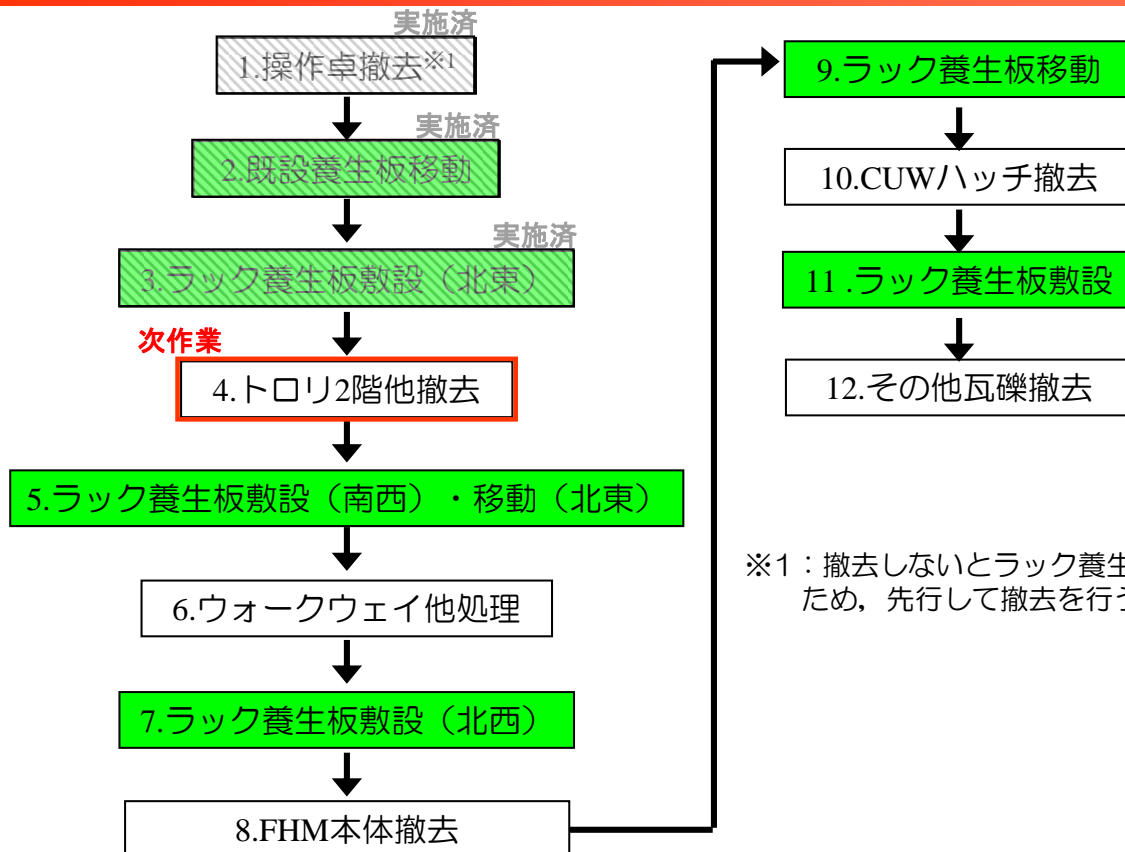 実施済
1.操作卓撤去※1
実施済
2.既設養生板移動
実施済
3.ラック養生板敷設（北東）
次作業
4.トロリ2階他撤去
5.ラック養生板敷設（南西）・移動（北東）
6.ウォークウェイ他処理
7.ラック養生板敷設（北西）
8.FHM本体撤去
9.ラック養生板移動
10.CUWハッチ撤去
11.ラック養生板敷設
12.その他瓦礫撤去
※1：撤去しないとラック養生
ため，先行して撤去を行う